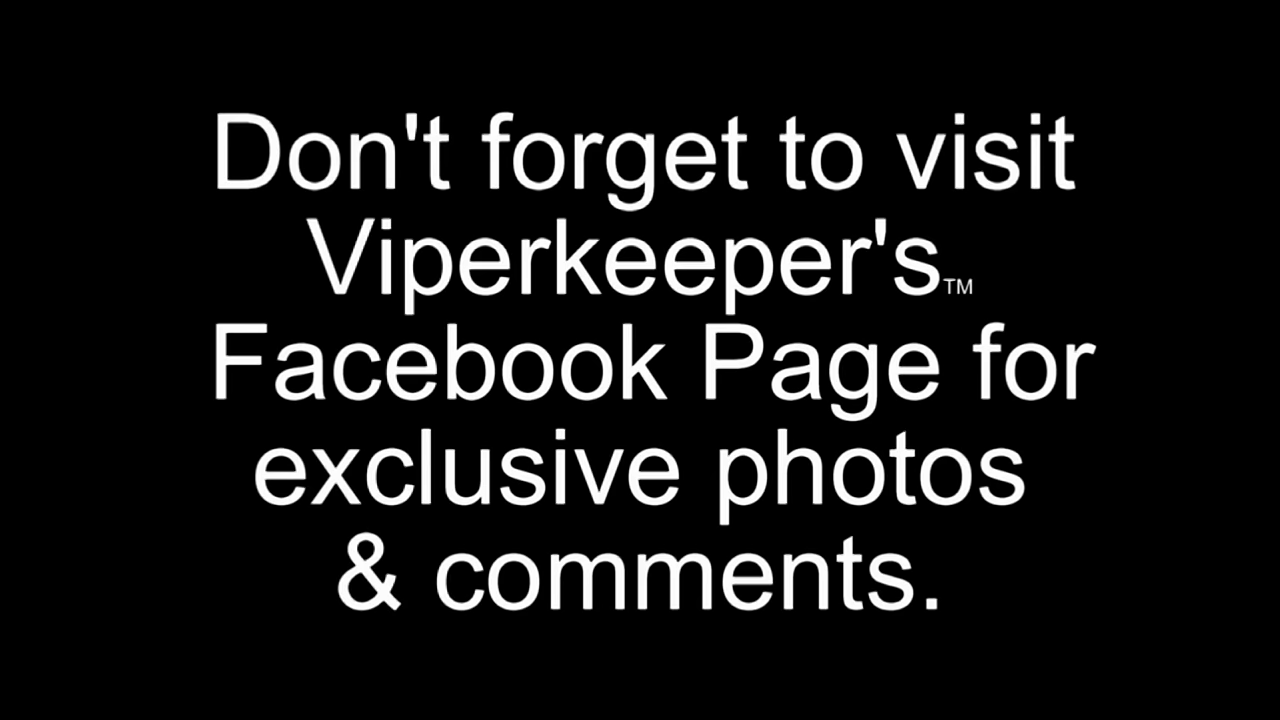 Don't forget to visit
Viperkeeper's™
Facebook Page for
exclusive photos
& comments.